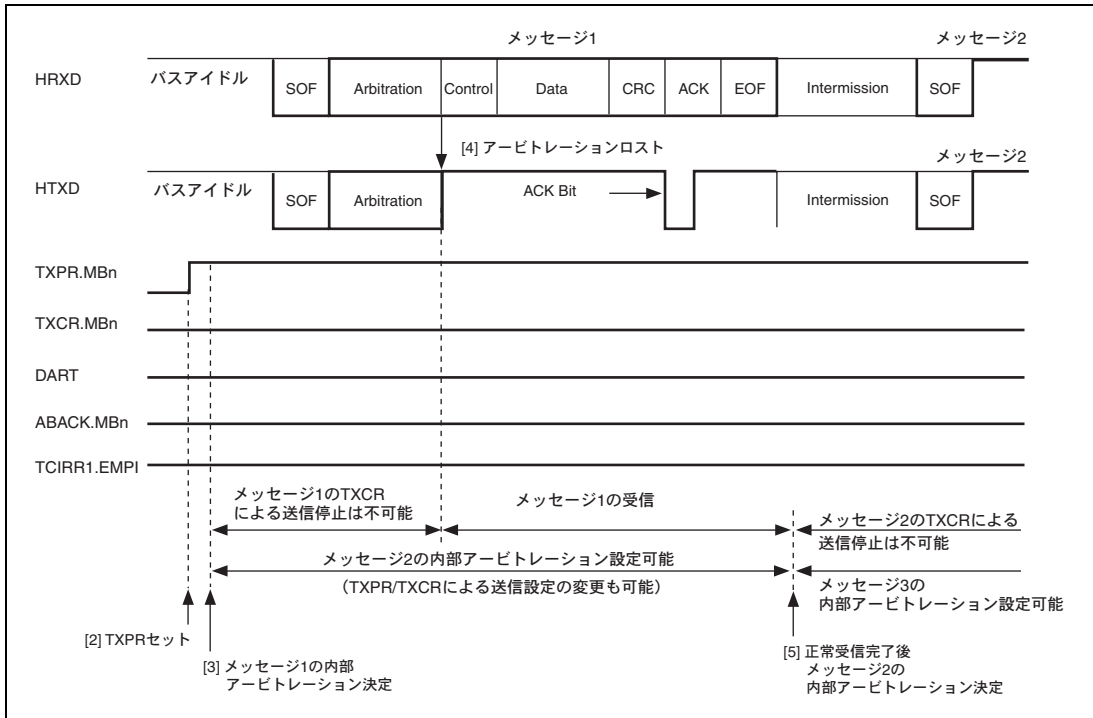 メッセージ1
メッセージ2
HRXD
バスアイドル
SOF
Arbitration
Control
Data
CRC
ACK
EOF
Intermission
SOF
[4] アービトレーションロスト
メッセージ2
HTXD
バスアイドル
SOF
Arbitration
ACK Bit
Intermission
SOF
TXPR.MBn
TXCR.MBn
DART
ABACK.MBn
TCIRR1.EMPI
メッセージ1のTXCR
による送信停止は不可能
メッセージ1の受信
メッセージ2のTXCRによる
送信停止は不可能
メッセージ2の内部アービトレーション設定可能
(TXPR/TXCRによる送信設定の変更も可能)
メッセージ3の
内部アービトレーション設定可能
[2] TXPRセット
[3] メッセージ1の内部
アービトレーション決定
[5] 正常受信完了後
メッセージ2の
内部アービトレーション決定